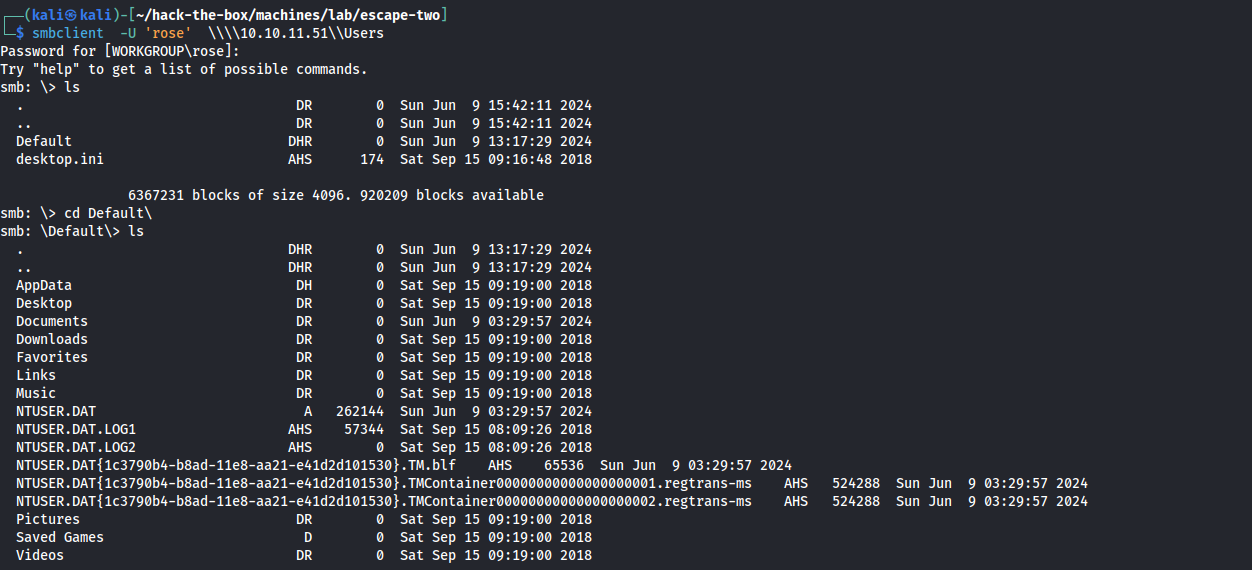 ┌──(kali㉿kali)-[~/hack-the-box/machines/lab/escape-two]
└─$ smbclient  -U 'rose'  \\\\10.10.11.51\\Users
Password for [WORKGROUP\rose]:
Try "help" to get a list of possible commands.
smb: \> ls
  .                                  DR        0  Sun Jun  9 15:42:11 2024
  ..                                 DR        0  Sun Jun  9 15:42:11 2024
  Default                           DHR        0  Sun Jun  9 13:17:29 2024
  desktop.ini                       AHS      174  Sat Sep 15 09:16:48 2018
                6367231 blocks of size 4096. 920209 blocks available
smb: \> cd Default\
smb: \Default\> ls
  .                                 DHR        0  Sun Jun  9 13:17:29 2024
  ..                                DHR        0  Sun Jun  9 13:17:29 2024
  AppData                            DH        0  Sat Sep 15 09:19:00 2018
  Desktop                            DR        0  Sat Sep 15 09:19:00 2018
  Documents                          DR        0  Sun Jun  9 03:29:57 2024
  Downloads                          DR        0  Sat Sep 15 09:19:00 2018
  Favorites                          DR        0  Sat Sep 15 09:19:00 2018
  Links                              DR        0  Sat Sep 15 09:19:00 2018
  Music                              DR        0  Sat Sep 15 09:19:00 2018
  NTUSER.DAT                          A   262144  Sun Jun  9 03:29:57 2024
  NTUSER.DAT.LOG1                   AHS    57344  Sat Sep 15 08:09:26 2018
  NTUSER.DAT.LOG2                   AHS        0  Sat Sep 15 08:09:26 2018
  NTUSER.DAT{1c3790b4-b8ad-11e8-aa21-e41d2d101530}.TM.blf    AHS    65536  Sun Jun  9 03:29:57 2024
  NTUSER.DAT{1c3790b4-b8ad-11e8-aa21-e41d2d101530}.TMContainer00000000000000000001.regtrans-ms    AHS   524288  Sun Jun  9 03:29:57 2024
  NTUSER.DAT{1c3790b4-b8ad-11e8-aa21-e41d2d101530}.TMContainer00000000000000000002.regtrans-ms    AHS   524288  Sun Jun  9 03:29:57 2024
  Pictures                           DR        0  Sat Sep 15 09:19:00 2018
  Saved Games                         D        0  Sat Sep 15 09:19:00 2018
  Videos                             DR        0  Sat Sep 15 09:19:00 2018